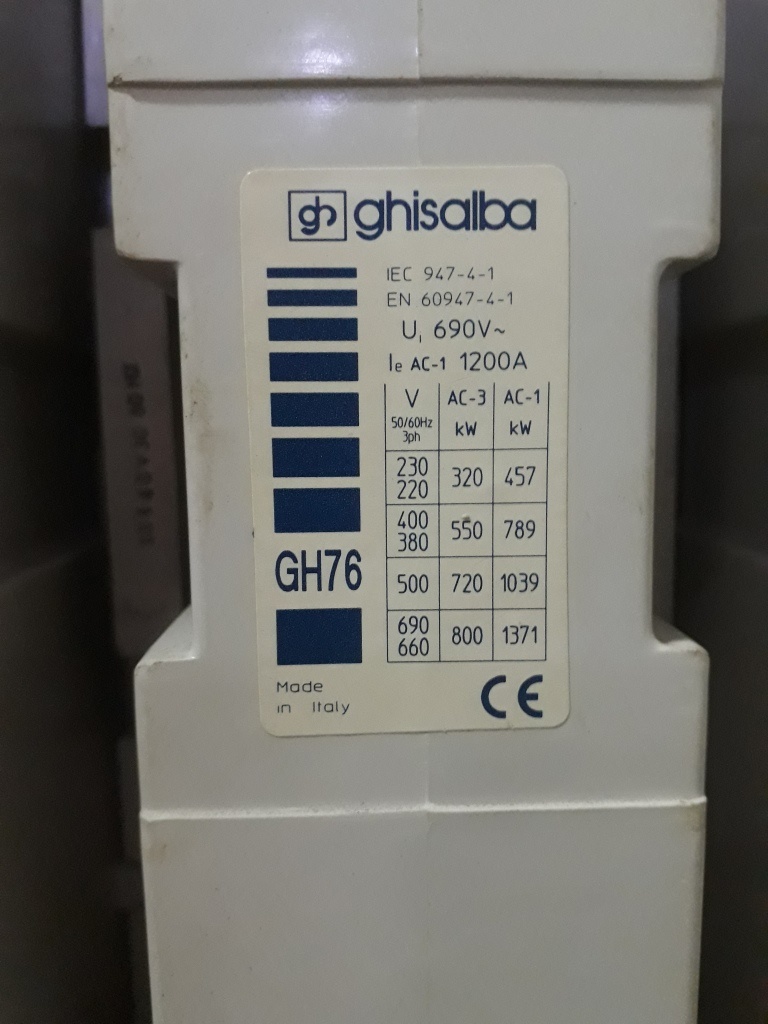 gh ghisalba
IEC 947-4-1
EN 60947-4-1
Ui 690V~
Ie AC-1 1200A
V AC-3 AC-1
50/60Hz kW kW
3ph
230
220 320 457
400
380 550 789
500 720 1039
690
660 800 1371
GH76
Made
in Italy
CE